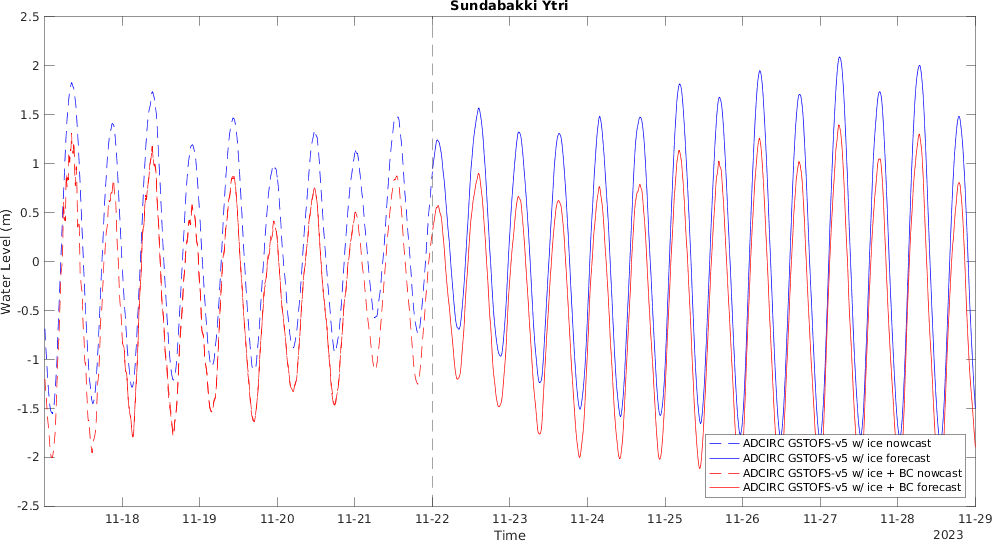 Sundabakki Ytri
2.5
2
1.5
1
0.5
0
-0.5
-1
-1.5
-2
-2.5
Water Level (m)
ADCIRC GSTOFS-v5 w/ ice nowcast
ADCIRC GSTOFS-v5 w/ ice forecast
ADCIRC GSTOFS-v5 w/ ice + BC nowcast
ADCIRC GSTOFS-v5 w/ ice + BC forecast
11-18 11-19 11-20 11-21 11-22 11-23 11-24 11-25 11-26 11-27 11-28 11-29
Time
2023